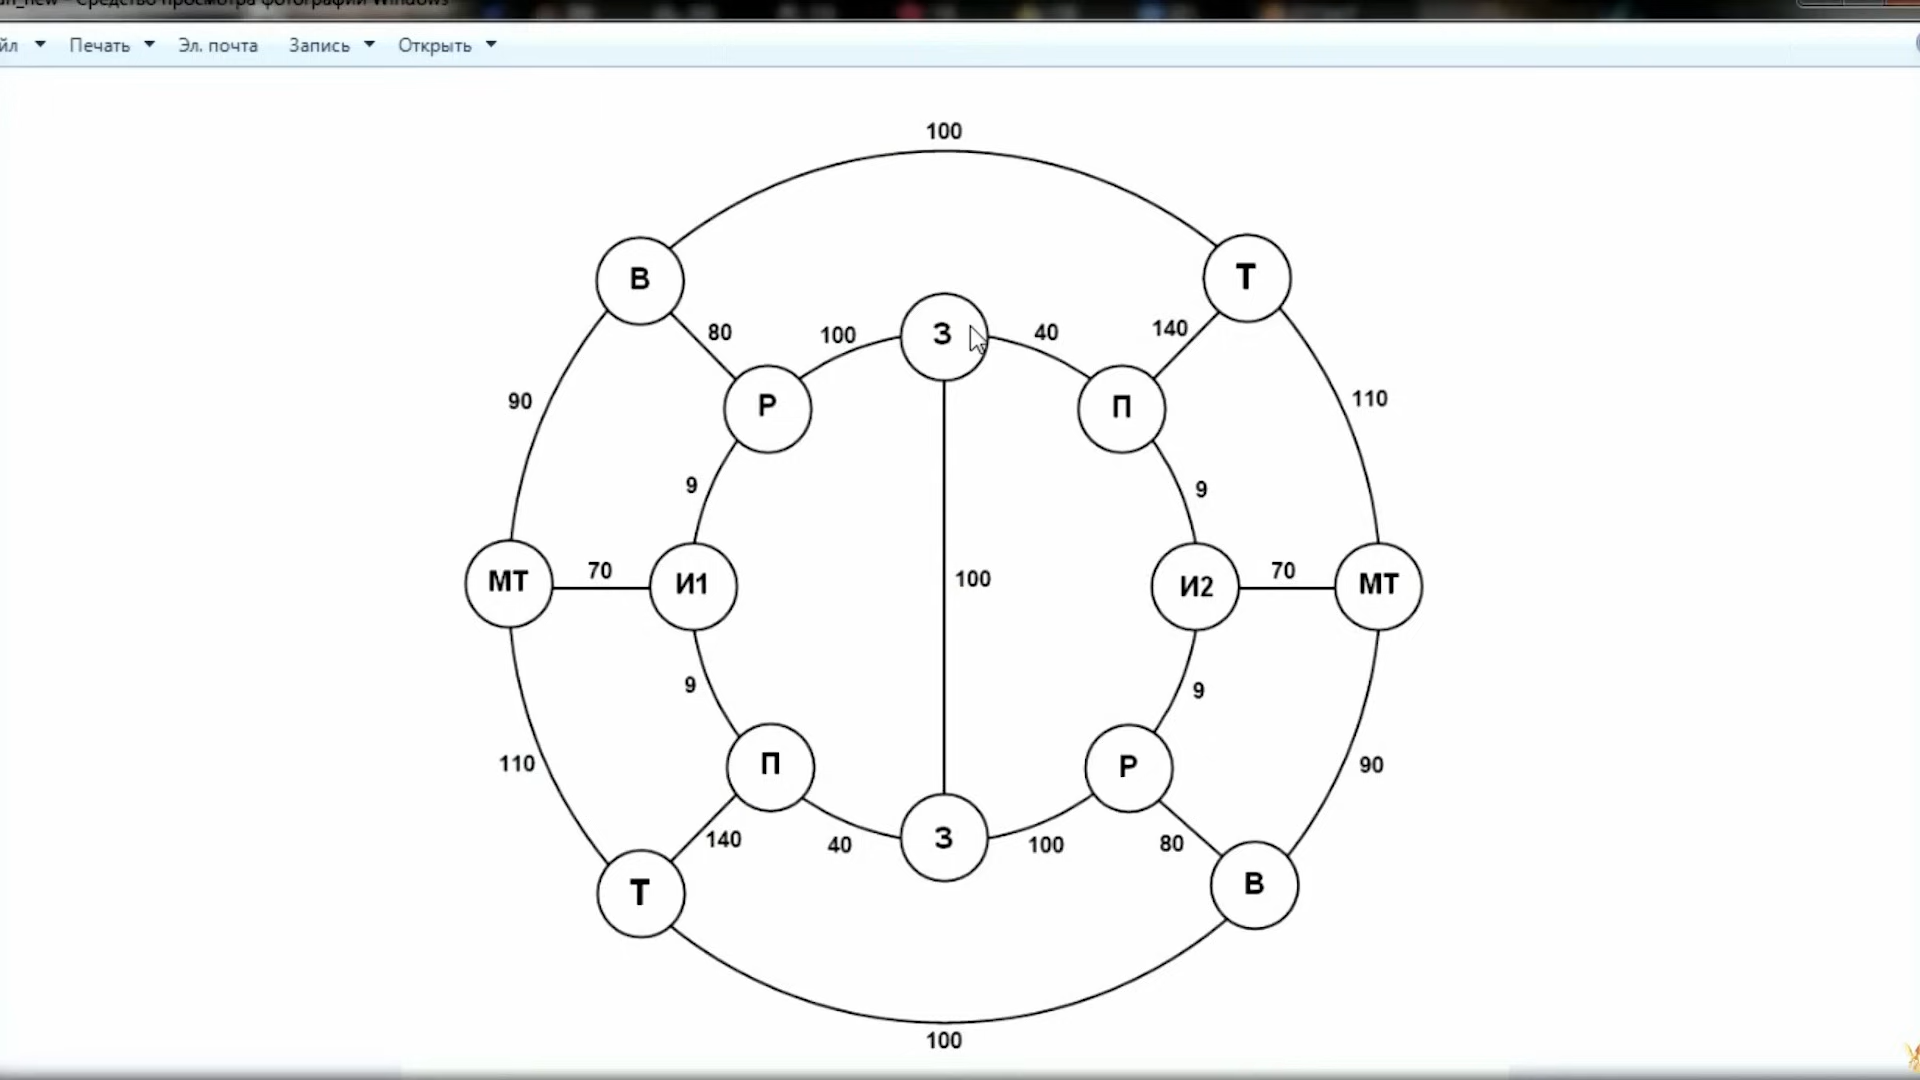 Печать Эл. почта Запись Открыть
100
В
Т
80
100
З
40
140
90
Р
П
110
9
9
МТ
70
И1
100
И2
70
МТ
9
9
110
П
Р
90
140
40
З
100
80
Т
В
100